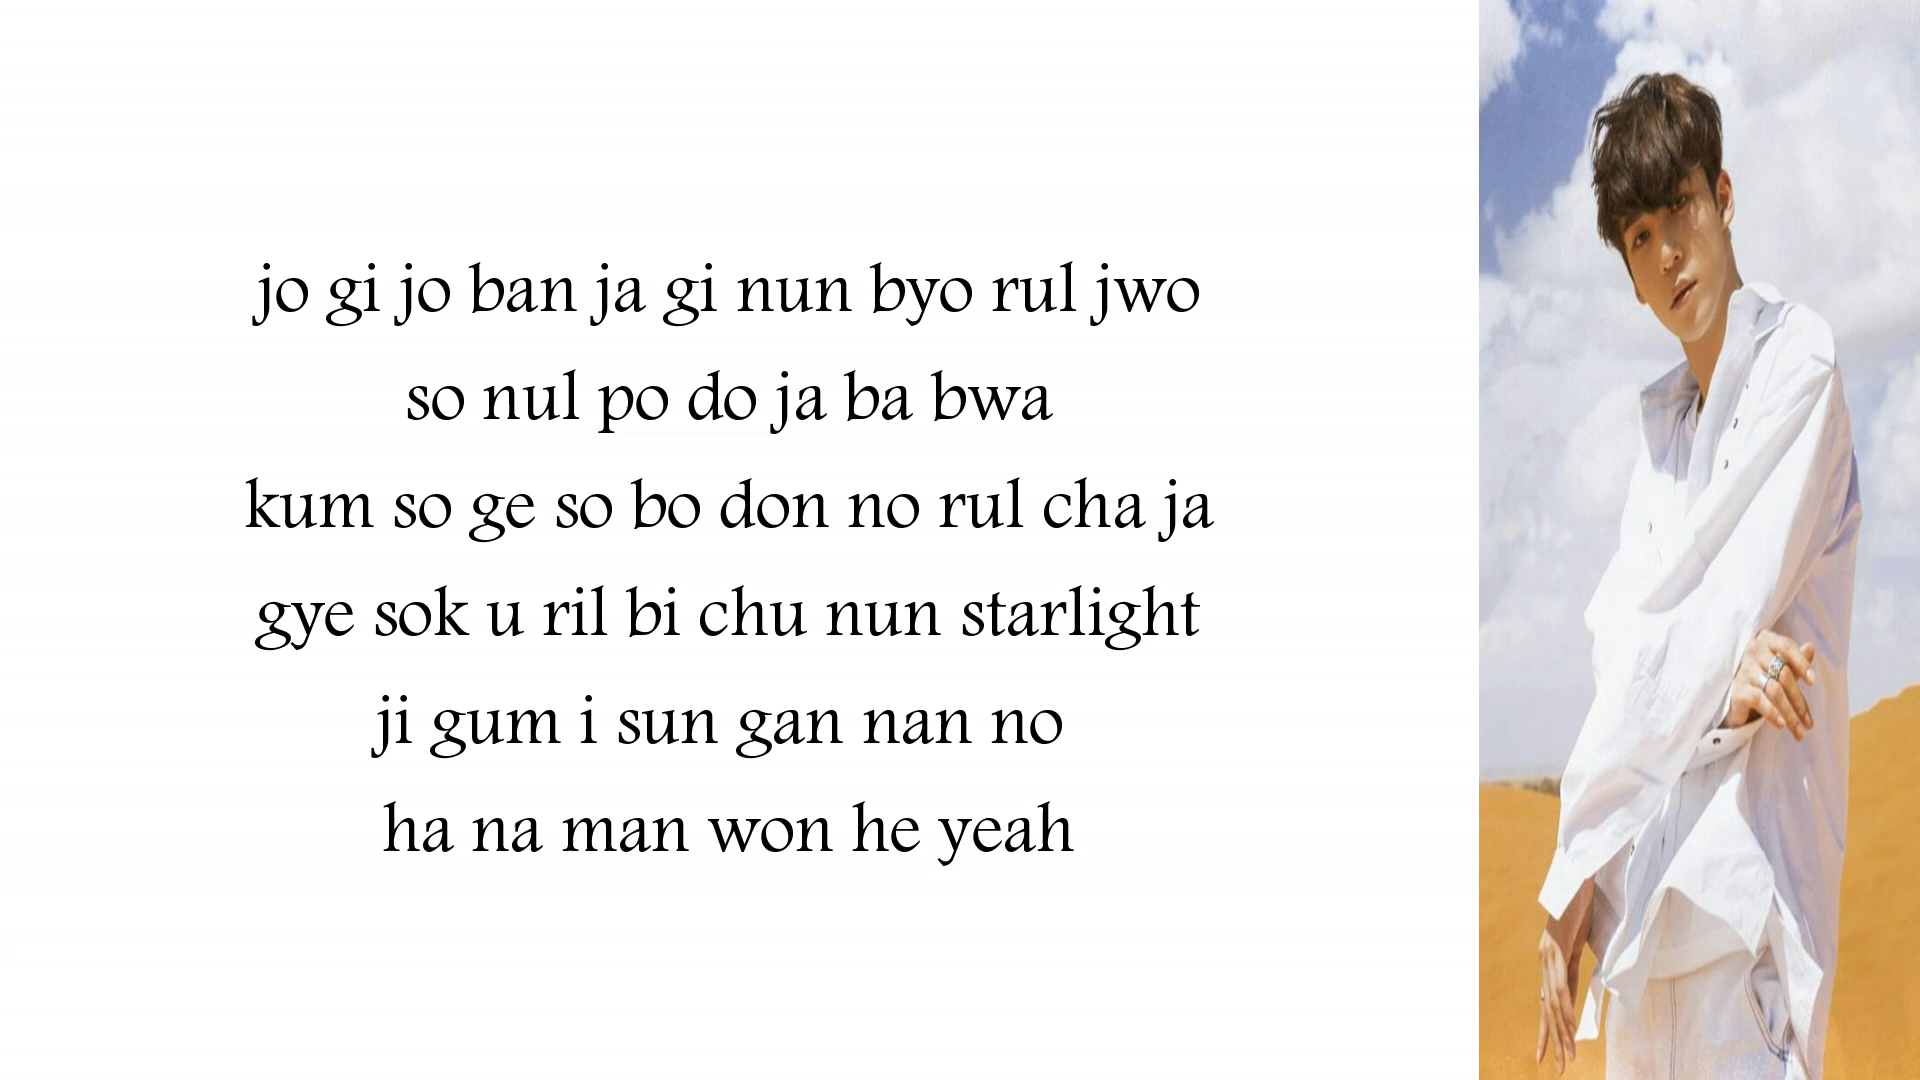 jo gi jo ban ja gi nun byo rul jwo
so nul po do ja ba bwa
kum so ge so bo don no rul cha ja
gye sok u ril bi chu nun starlight
ji gum i sun gan nan no
ha na man won he yeah